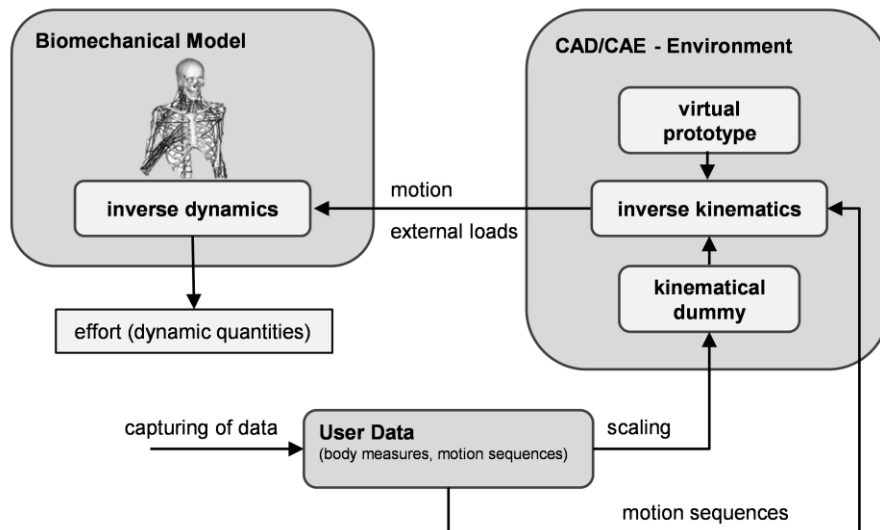 Biomechanical Model
CAD/CAE - Environment
virtual
prototype
inverse dynamics
motion
external loads
inverse kinematics
kinematical
dummy
effort (dynamic quantities)
capturing of data
User Data
(body measures, motion sequences)
scaling
motion sequences